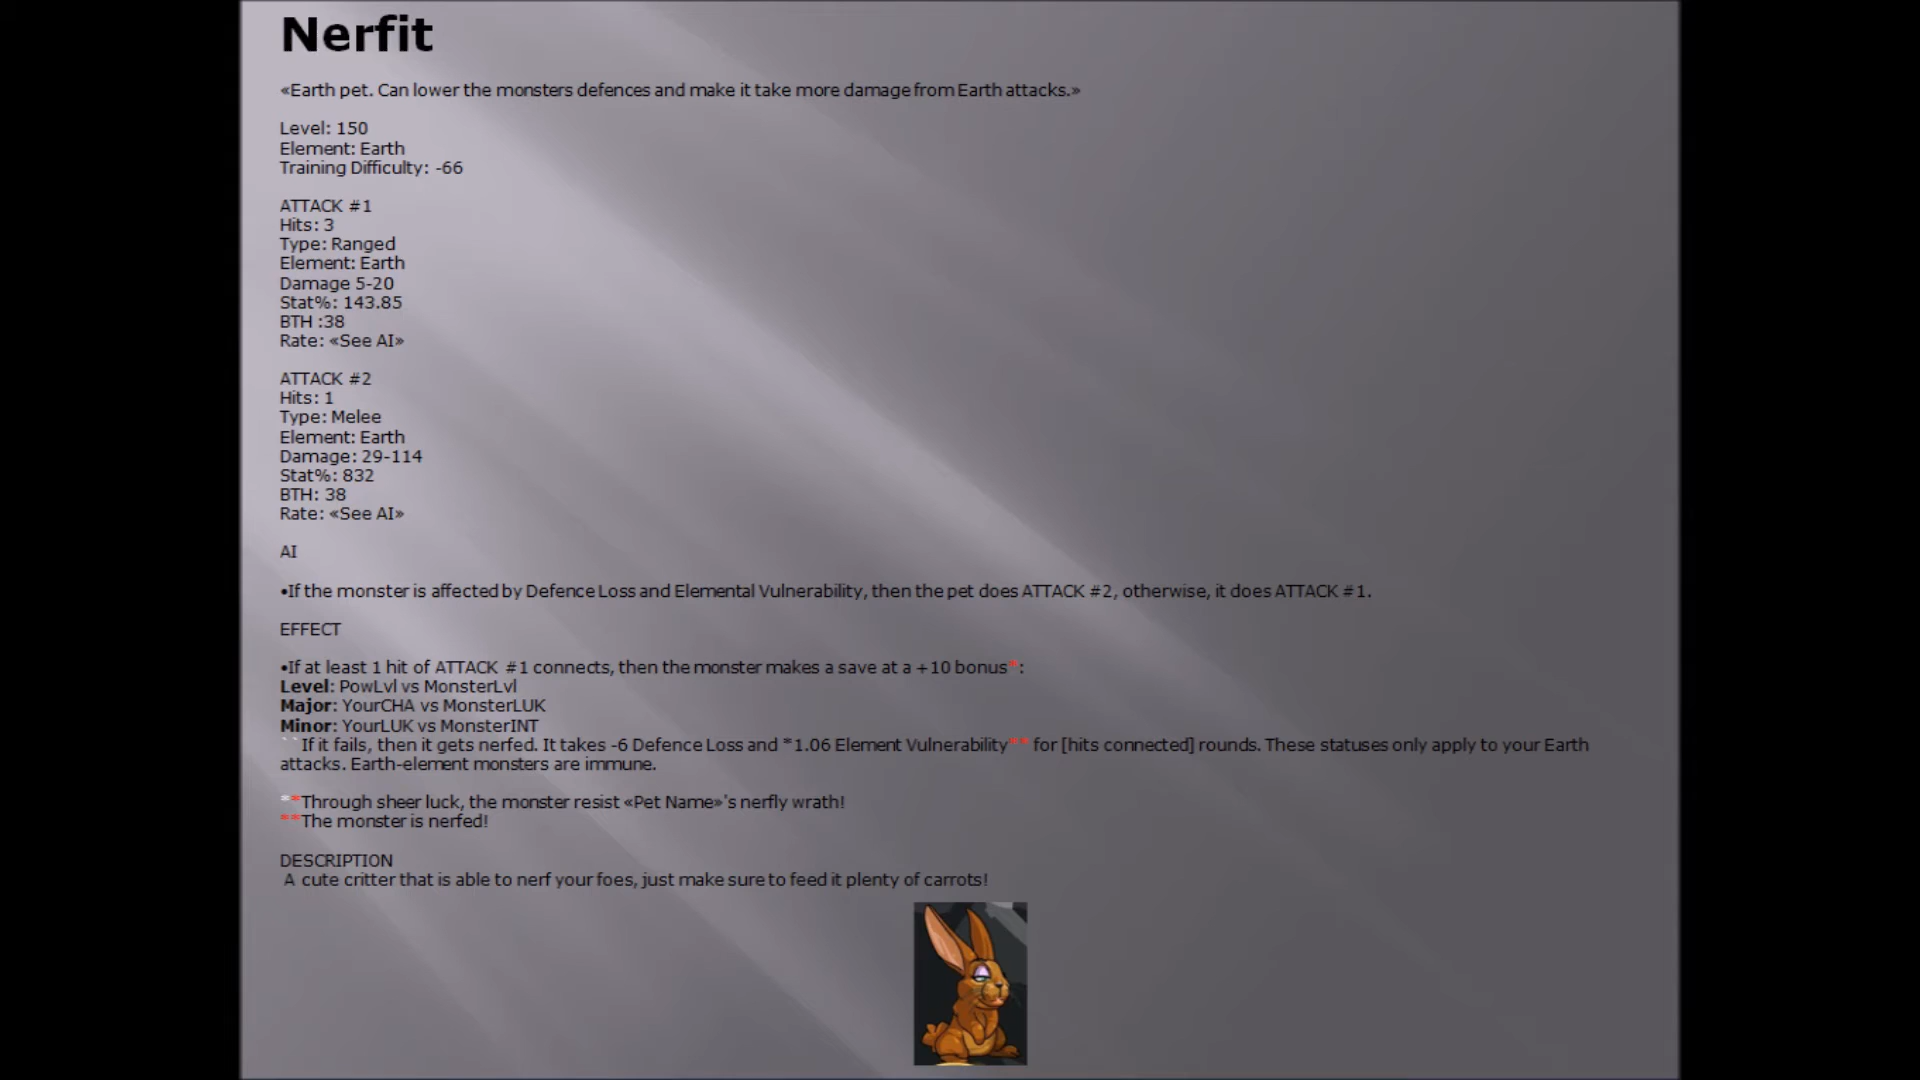 Nerfit
«Earth pet. Can lower the monsters defences and make it take more damage from Earth attacks.»
Level: 150
Element: Earth
Training Difficulty: -66
ATTACK #1
Hits: 3
Type: Ranged
Element: Earth
Damage 5-20
Stat%: 143.85
BTH :38
Rate: «See AI»
ATTACK #2
Hits: 1
Type: Melee
Element: Earth
Damage: 29-114
Stat%: 832
BTH: 38
Rate: «See AI»
AI
•If the monster is affected by Defence Loss and Elemental Vulnerability, then the pet does ATTACK #2, otherwise, it does ATTACK #1.
EFFECT
•If at least 1 hit of ATTACK #1 connects, then the monster makes a save at a +10 bonus*:
Level: PowLvl vs MonsterLvl
Major: YourCHA vs MonsterLUK
Minor: YourLUK vs MonsterINT
``If it fails, then it gets nerfed. It takes -6 Defence Loss and *1.06 Element Vulnerability** for [hits connected] rounds. These statuses only apply to your Earth
attacks. Earth-element monsters are immune.
**Through sheer luck, the monster resist «Pet Name»'s nerfly wrath!
**The monster is nerfed!
DESCRIPTION
A cute critter that is able to nerf your foes, just make sure to feed it plenty of carrots!